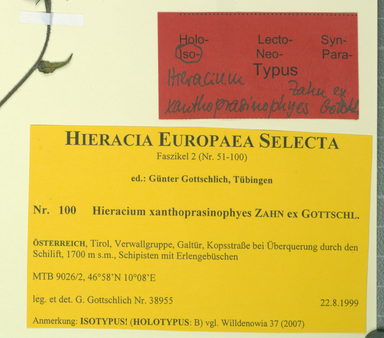 Holo- Lecto- Syn-
Iso- Neo- Para-
Typus
Hieracium
xanthoprasinophyes Zahn ex Gottschl.
HIERACIA EUROPAEA SELECTA
Faszikel 2 (Nr. 51-100)
ed.: Günter Gottschlich, Tübingen
Nr. 100 Hieracium xanthoprasinophyes ZAHN ex GOTTSCHL.
ÖSTERREICH, Tirol, Verwallgruppe, Galtür, Kopsstraße bei Überquerung durch den
Schilift, 1700 m s.m., Schipisten mit Erlengebüschen
MTB 9026/2, 46°58'N 10°08'E
leg. et det. G. Gottschlich Nr. 38955 22.8.1999
Anmerkung: ISOTYPUS! (HOLOTYPUS: B) vgl. Willdenowia 37 (2007)